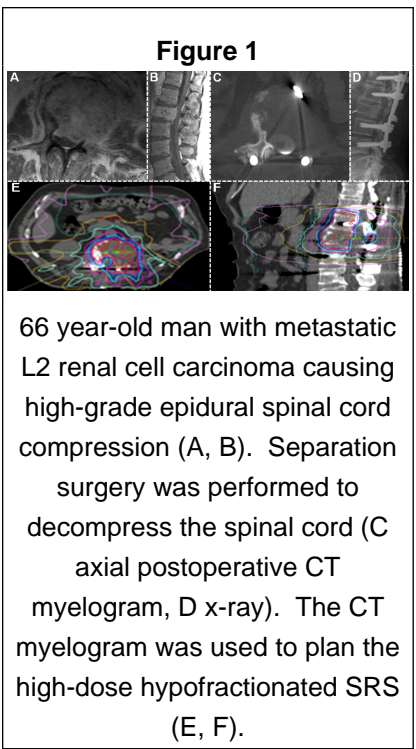 Figure 1
A
B
C
D
E
F
66 year-old man with metastatic
L2 renal cell carcinoma causing
high-grade epidural spinal cord
compression (A, B).  Separation
surgery was performed to
decompress the spinal cord (C
axial postoperative CT
myelogram, D x-ray).  The CT
myelogram was used to plan the
high-dose hypofractionated SRS
(E, F).